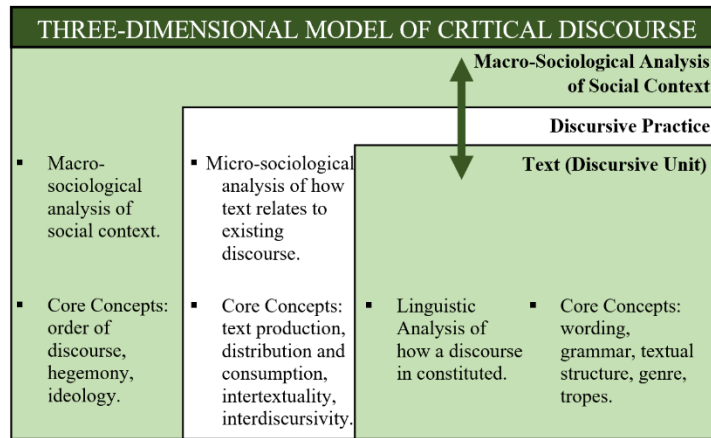 THREE-DIMENSIONAL MODEL OF CRITICAL DISCOURSE
Macro-Sociological Analysis
of Social Context
Discursive Practice
Text (Discursive Unit)
▪ Macro-
sociological
analysis of
social context.
▪ Core Concepts:
order of
discourse,
hegemony,
ideology.
▪ Micro-sociological
analysis of how
text relates to
existing
discourse.
▪ Core Concepts:
text production,
distribution and
consumption,
intertextuality,
interdiscursivity.
▪ Linguistic
Analysis of
how a discourse
in constituted.
▪ Core Concepts:
wording,
grammar, textual
structure, genre,
tropes.